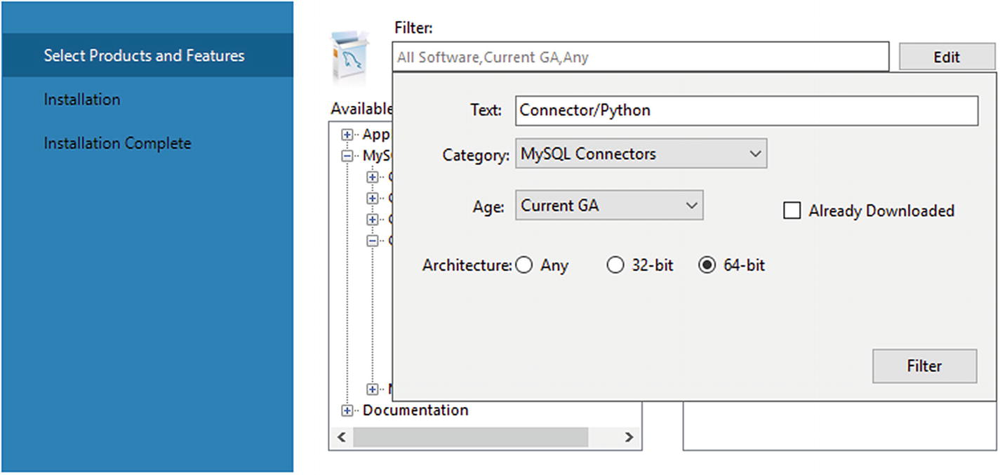 Select Products and Features
Installation
Installation Complete
Filter:
All Software,Current GA,Any
Edit
Available
App
MyS
Documentation
Text: Connector/Python
Category: MySQL Connectors
Age: Current GA
Already Downloaded
Architecture: Any 32-bit 64-bit
Filter